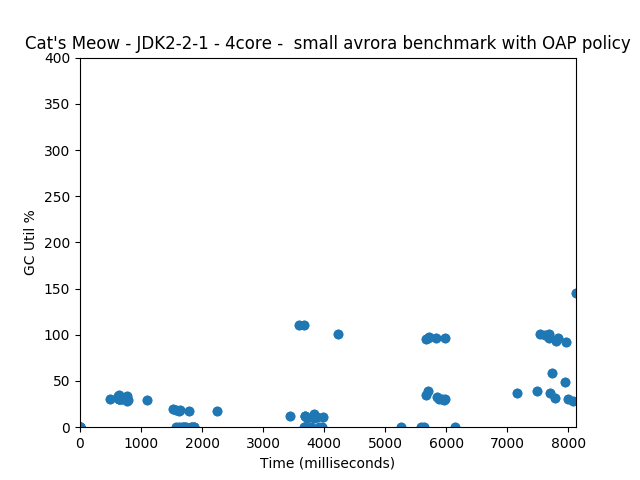 Cat's Meow - JDK2-2-1 - 4core -  small avrora benchmark with OAP policy
400
350
300
250
200
150
100
50
0
GC Util %
0 1000 2000 3000 4000 5000 6000 7000 8000
Time (milliseconds)